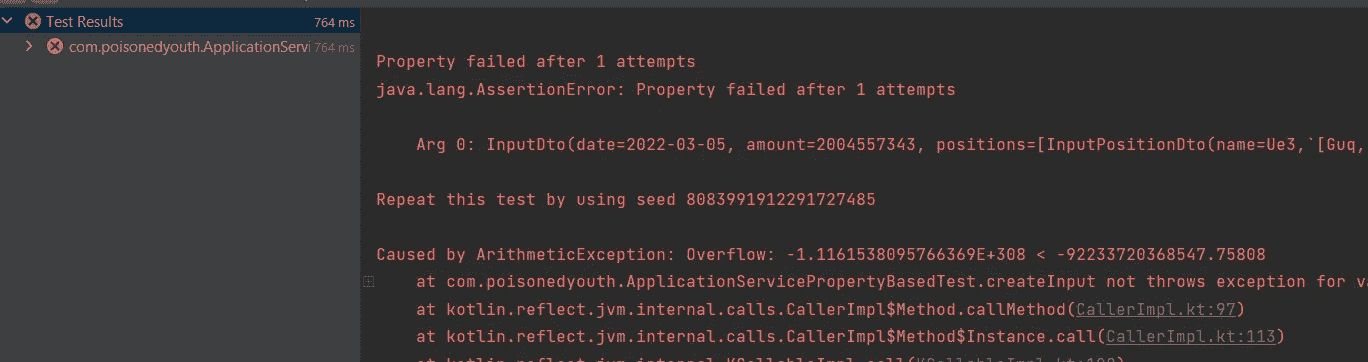 Test Results 764 ms
com.poisonedyouth.ApplicationServi 764 ms
Property failed after 1 attempts
java.lang.AssertionError: Property failed after 1 attempts
Arg 0: InputDto(date=2022-03-05, amount=2004557343, positions=[InputPositionDto(name=Ue3,`[Guq,
Repeat this test by using seed 8083991912291727485
Caused by ArithmeticException: Overflow: -1.1161538095766369E+308 < -92233720368547.75808
at com.poisonedyouth.ApplicationServicePropertyBasedTest.createInput not throws exception for va
at kotlin.reflect.jvm.internal.calls.CallerImpl$Method.callMethod(CallerImpl.kt:97)
at kotlin.reflect.jvm.internal.calls.CallerImpl$Method$Instance.call(CallerImpl.kt:113)